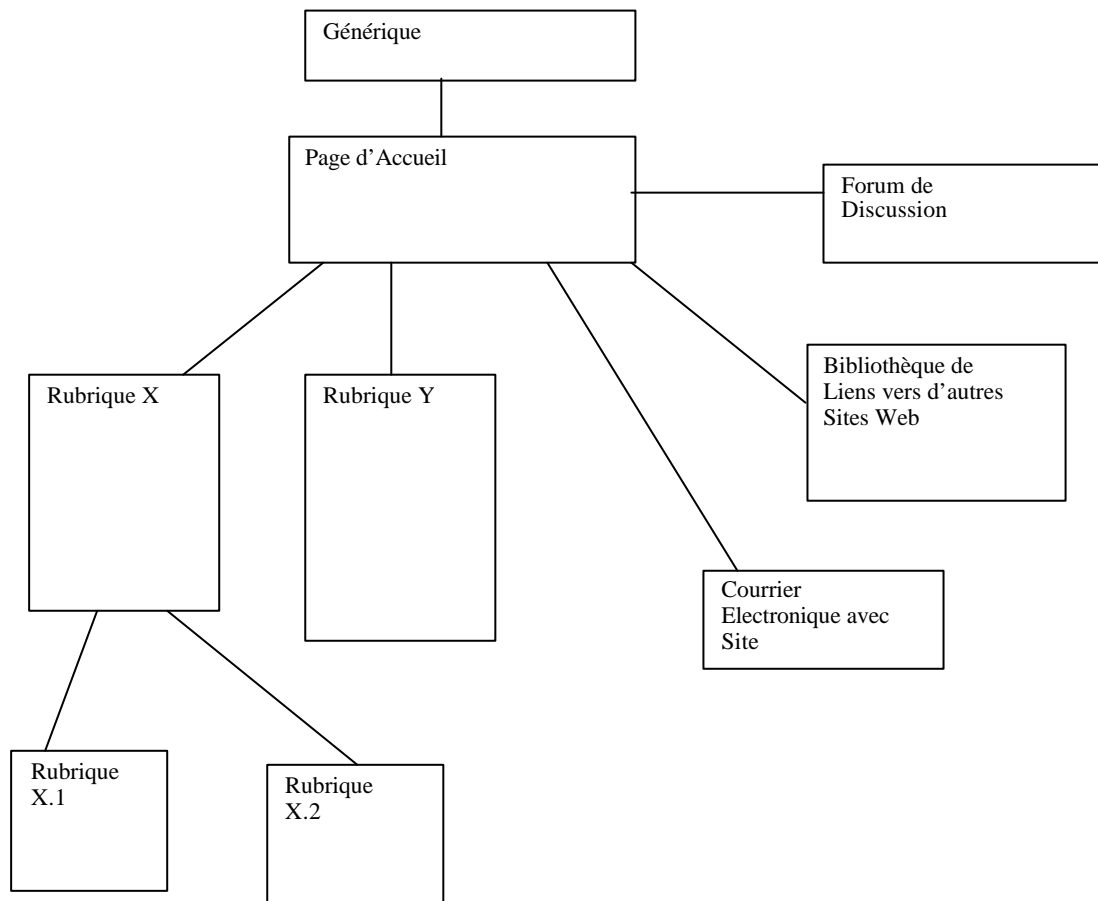 Générique
Page d’Accueil
Forum de
Discussion
Bibliothèque de
Liens vers d’autres
Sites Web
Rubrique X
Rubrique Y
Courrier
Electronique avec
Site
Rubrique
X.1
Rubrique
X.2